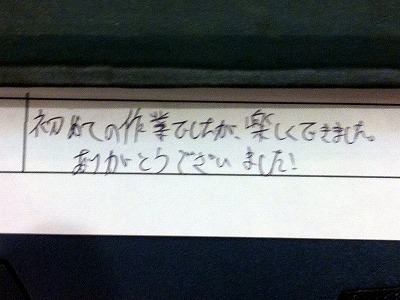 初めての作業でしたが、楽しくできました。
ありがとうございました!